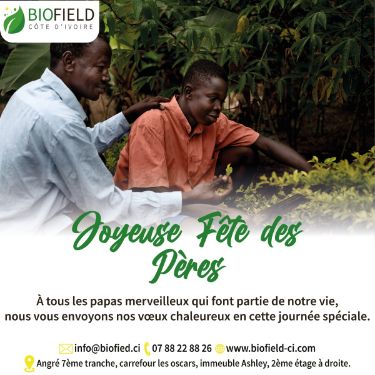 BIOFIELD
CÔTE D'IVOIRE
Joyeuse Fête des
Pères
À tous les papas merveilleux qui font partie de notre vie,
nous vous envoyons nos vœux chaleureux en cette journée spéciale.
info@biofied.ci 07 88 22 88 26 www.biofield-ci.com
Angré 7ème tranche, carrefour les oscars, immeuble Ashley, 2ème étage à droite.